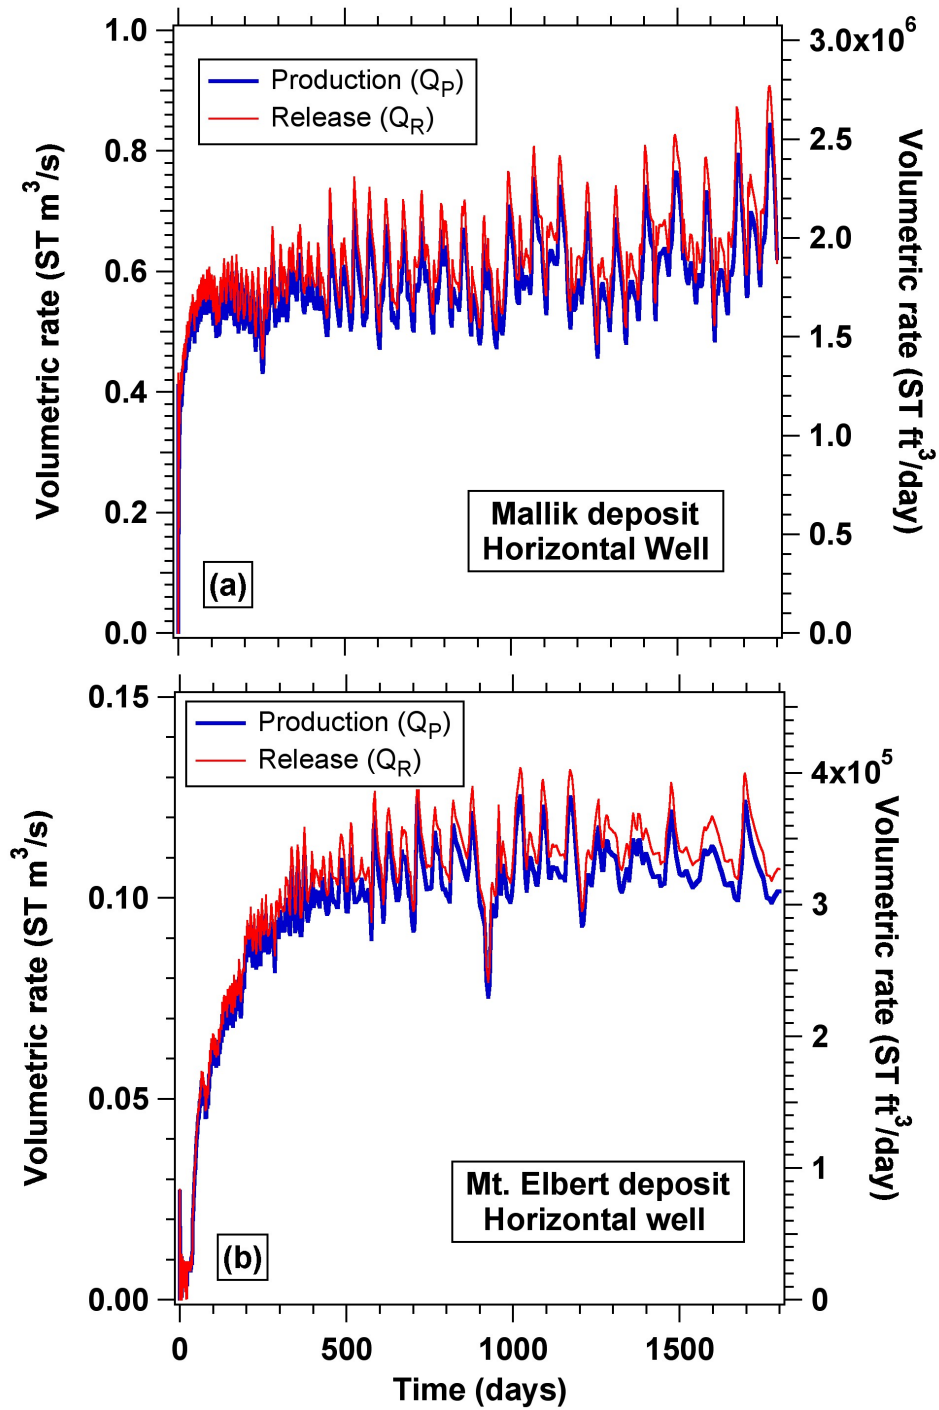 1.0
0.8
0.6
0.4
0.2
0.0
Volumetric rate (ST m³/s)
Production (Q_P)
Release (Q_R)
3.0x10⁶
2.5
2.0
1.5
1.0
0.5
0.0
Volumetric rate (ST ft³/day)
Mallik deposit
Horizontal Well
(a)
0.15
0.10
0.05
0.00
Volumetric rate (ST m³/s)
Production (Q_P)
Release (Q_R)
4x10⁵
3
2
1
0
Volumetric rate (ST ft³/day)
Mt. Elbert deposit
Horizontal well
(b)
0 500 1000 1500
Time (days)